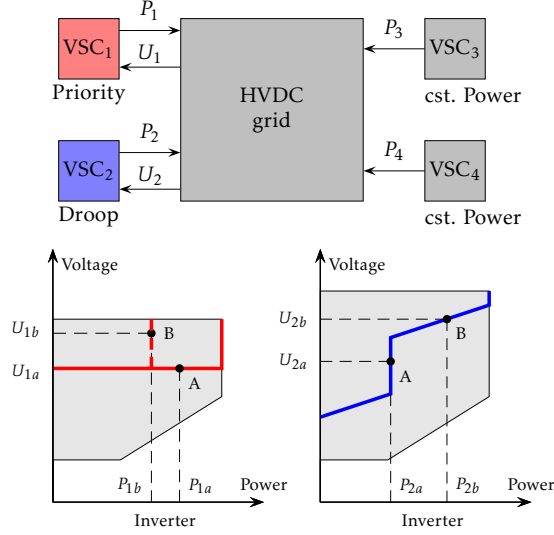 P₁
VSC₁
U₁
Priority
P₂
VSC₂
U₂
Droop
HVDC
grid
P₃
VSC₃
cst. Power
P₄
VSC₄
cst. Power
Voltage
U₁b
B
U₁a
A
P₁b
P₁a
Power
Inverter
Voltage
U₂b
B
U₂a
A
P₂a
P₂b
Power
Inverter